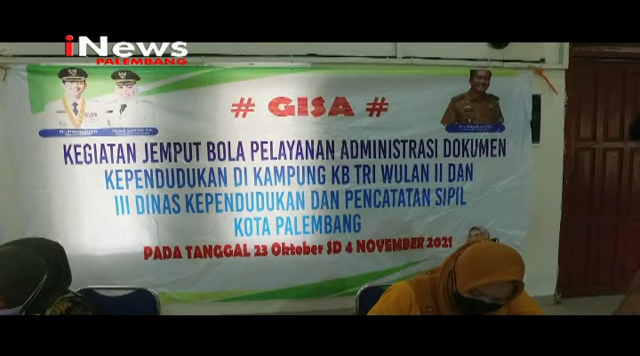 iNews
PALEMBANG
# GISA #
KEGIATAN JEMPUT BOLA PELAYANAN ADMINISTRASI DOKUMEN
KEPENDUDUKAN DI KAMPUNG KB TRI WULAN II DAN
III DINAS KEPENDUDUKAN DAN PENCATATAN SIPIL
KOTA PALEMBANG
PADA TANGGAL 23 Oktober SD 4 NOVEMBER 2021